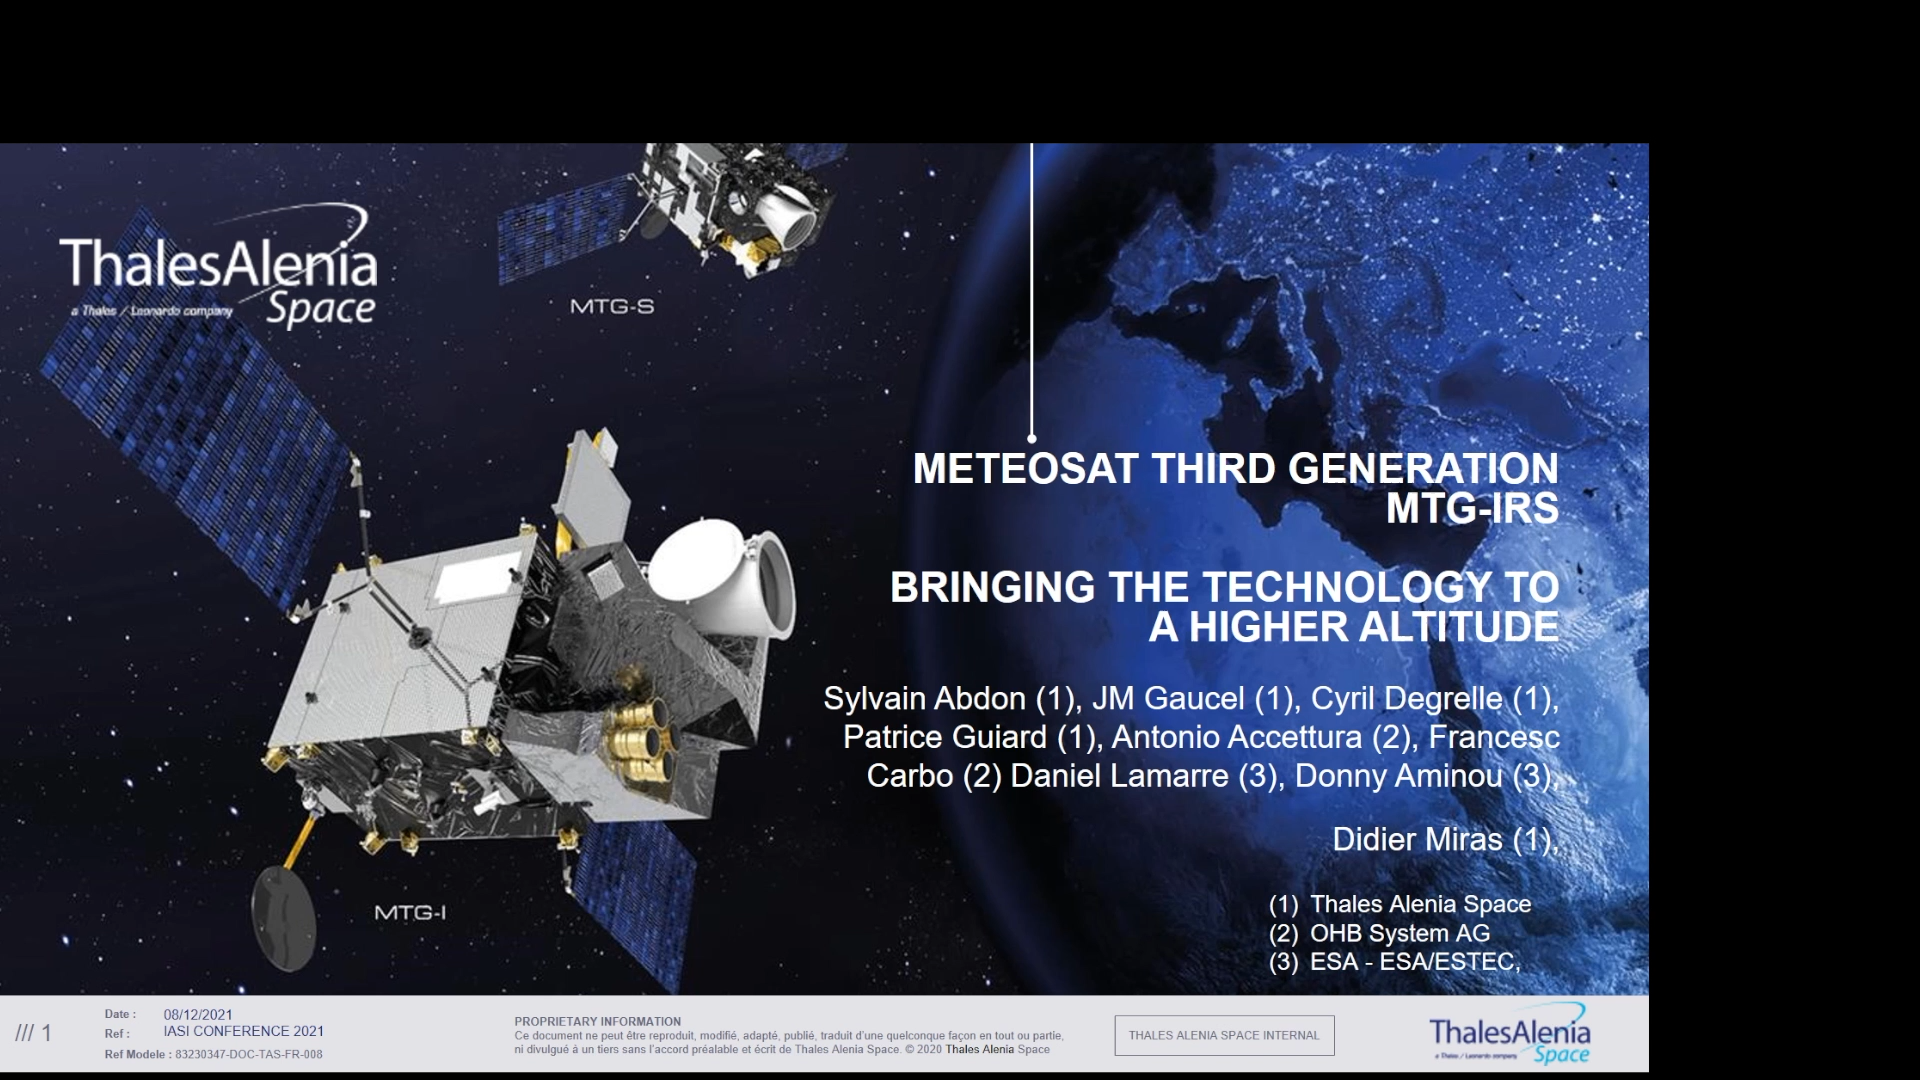 ThalesAlenia
a Thales / Leonardo company Space
MTG-S
METEOSAT THIRD GENERATION
MTG-IRS
BRINGING THE TECHNOLOGY TO
A HIGHER ALTITUDE
Sylvain Abdon (1), JM Gaucel (1), Cyril Degrelle (1),
Patrice Guiard (1), Antonio Accettura (2), Francesc
Carbo (2) Daniel Lamarre (3), Donny Aminou (3),
Didier Miras (1),
(1) Thales Alenia Space
(2) OHB System AG
(3) ESA - ESA/ESTEC,
MTG-I
/// 1
Date : 08/12/2021
Ref : IASI CONFERENCE 2021
Ref Modele : 83230347-DOC-TAS-FR-008
PROPRIETARY INFORMATION
Ce document ne peut être reproduit, modifié, adapté, publié, traduit d'une quelconque façon en tout ou partie,
ni divulgué à un tiers sans l'accord préalable et écrit de Thales Alenia Space. © 2020 Thales Alenia Space
THALES ALENIA SPACE INTERNAL
ThalesAlenia
a Thales / Leonardo company Space